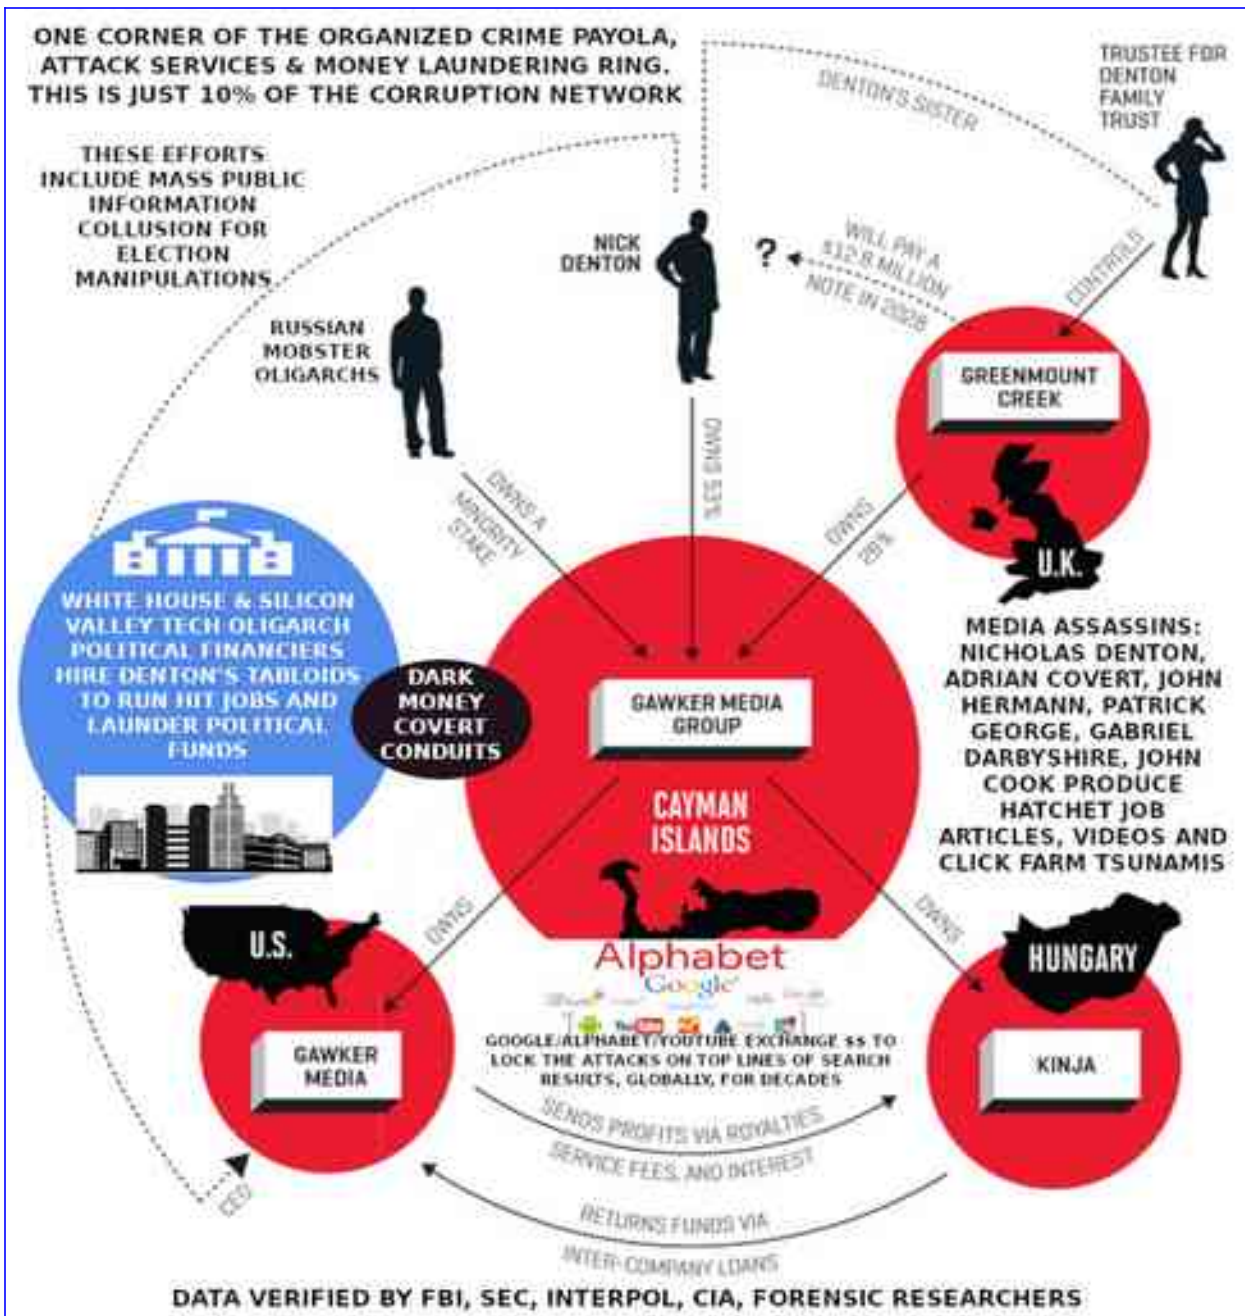 ONE CORNER OF THE ORGANIZED CRIME PAYOLA,
ATTACK SERVICES & MONEY LAUNDERING RING.
THIS IS JUST 10% OF THE CORRUPTION NETWORK
THESE EFFORTS
INCLUDE MASS PUBLIC
INFORMATION
COLLUSION FOR
ELECTION
MANIPULATIONS
DENTON'S SISTER
TRUSTEE FOR
DENTON
FAMILY
TRUST
NICK
DENTON
?
WILL PAY A
$12.8 MILLION
NOTE IN 2028
CONTROLS
RUSSIAN
MOBSTER
OLIGARCHS
GREENMOUNT
CREEK
U.K.
OWNS A
MINORITY
STAKE
OWNS 53%
OWNS
28%
WHITE HOUSE & SILICON
VALLEY TECH OLIGARCH
POLITICAL FINANCIERS
HIRE DENTON'S TABLOIDS
TO RUN HIT JOBS AND
LAUNDER POLITICAL
FUNDS
DARK
MONEY
COVERT
CONDUITS
GAWKER MEDIA
GROUP
CAYMAN
ISLANDS
MEDIA ASSASSINS:
NICHOLAS DENTON,
ADRIAN COVERT, JOHN
HERMANN, PATRICK
GEORGE, GABRIEL
DARBYSHIRE, JOHN
COOK PRODUCE
HATCHET JOB
ARTICLES, VIDEOS AND
CLICK FARM TSUNAMIS
OWNS
OWNS
U.S.
HUNGARY
Alphabet
Google
YouTube
GOOGLE/ALPHABET/YOUTUBE EXCHANGE $$ TO
LOCK THE ATTACKS ON TOP LINES OF SEARCH
RESULTS, GLOBALLY, FOR DECADES
GAWKER
MEDIA
KINJA
SENDS PROFITS VIA ROYALTIES,
SERVICE FEES, AND INTEREST
CEO
RETURNS FUNDS VIA
INTER-COMPANY LOANS
DATA VERIFIED BY FBI, SEC, INTERPOL, CIA, FORENSIC RESEARCHERS